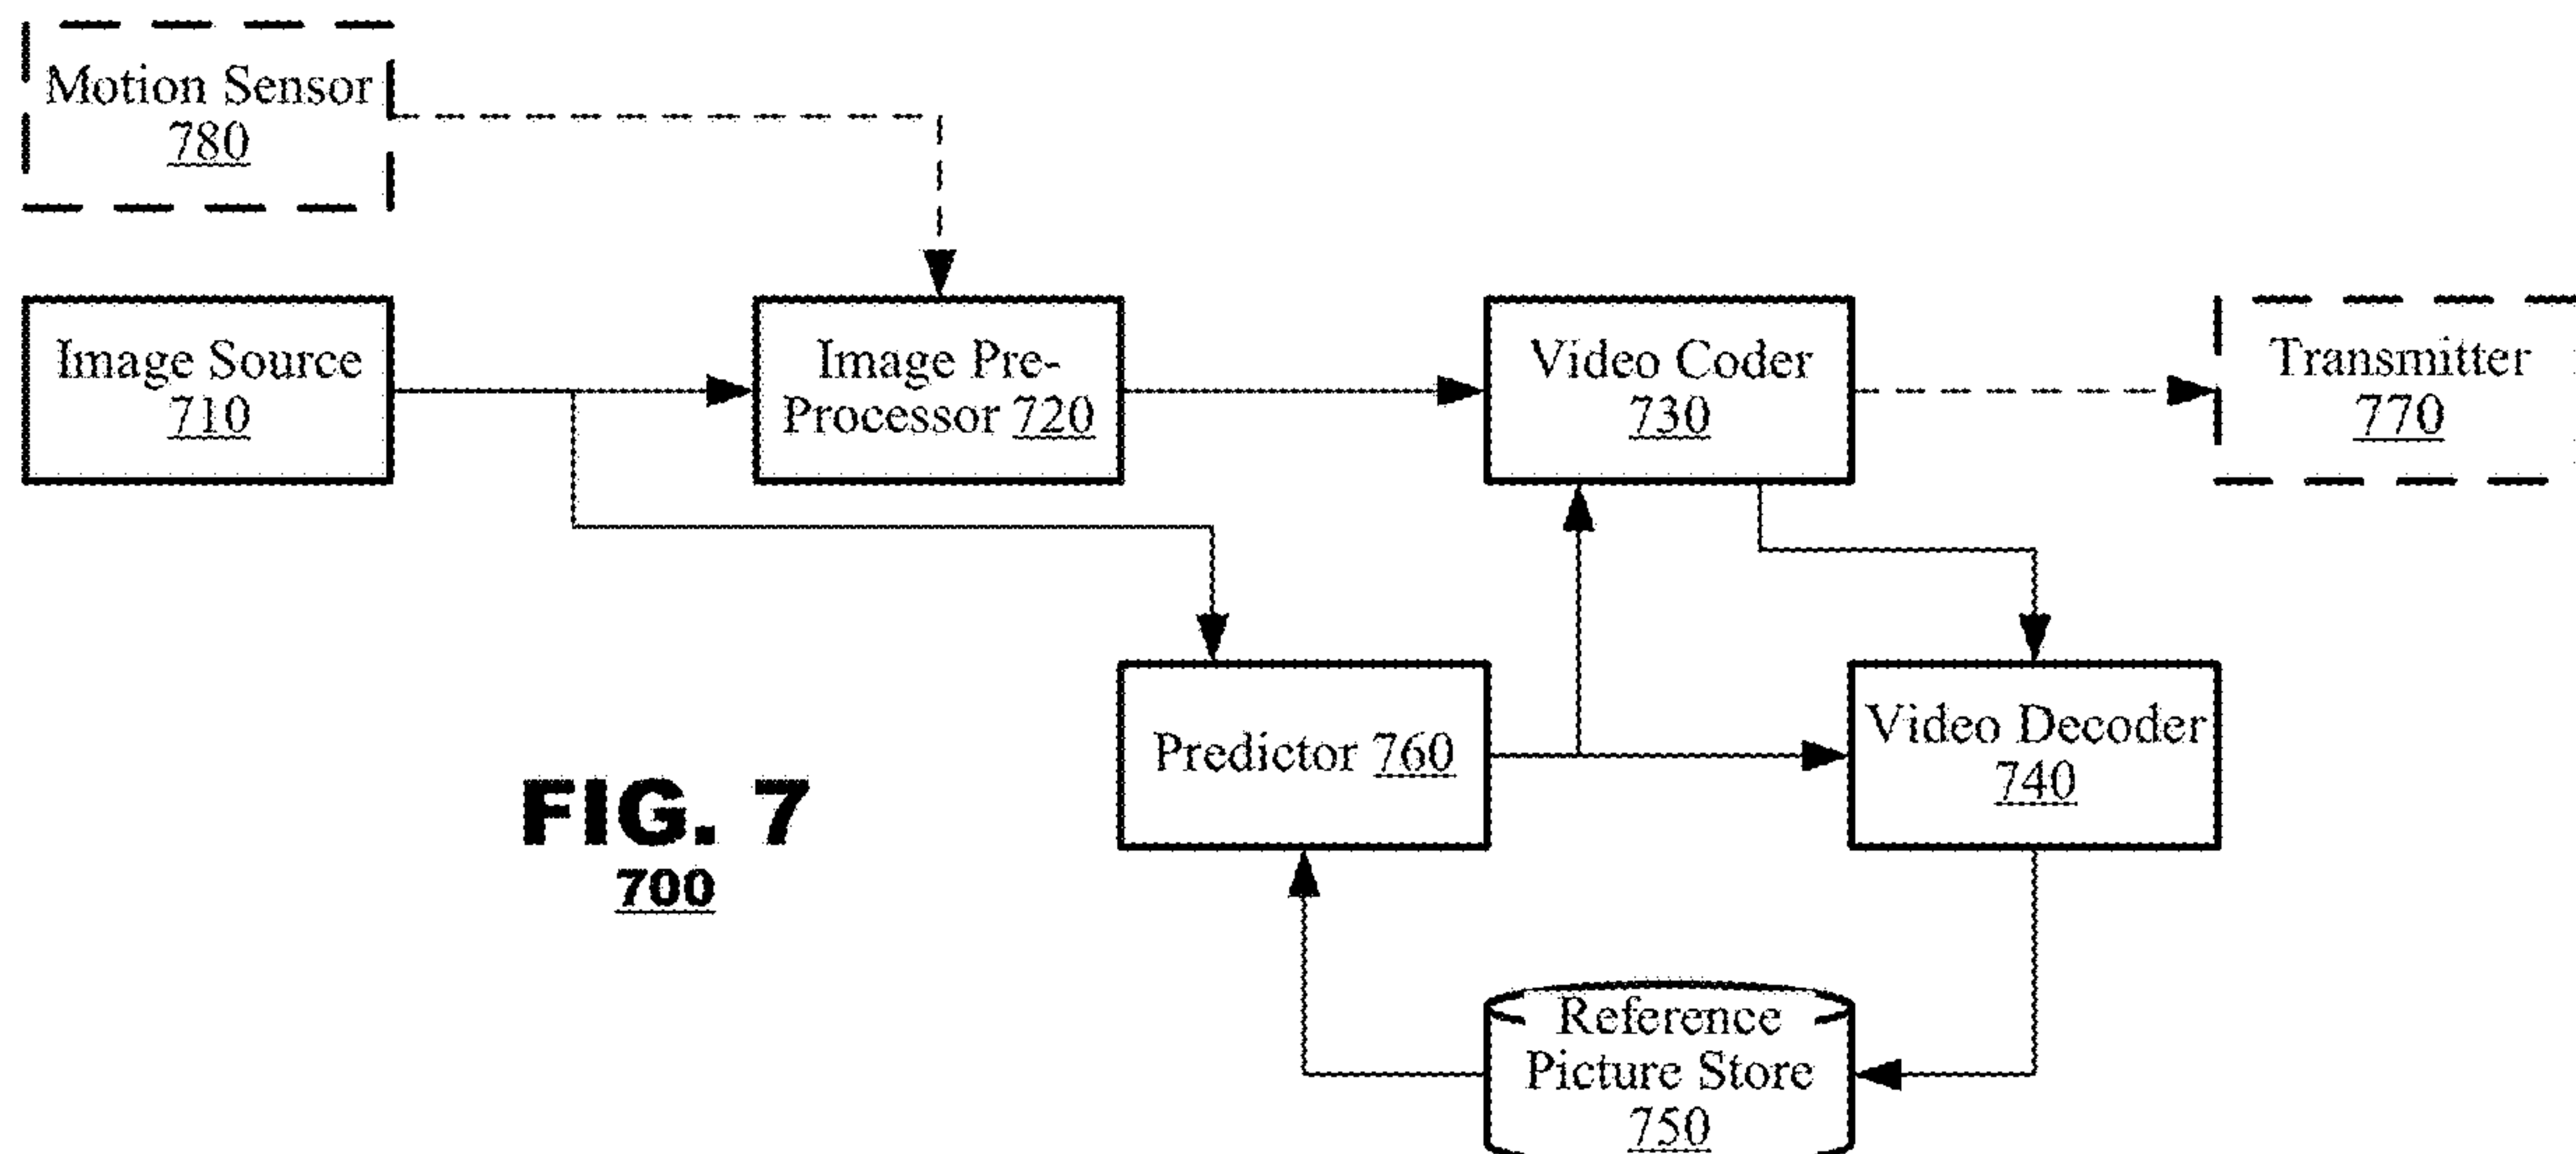 Motion Sensor
780
Image Source
710
Image Pre-
Processor 720
Video Coder
730
Transmitter
770
Predictor 760
Video Decoder
740
FIG. 7
700
Reference
Picture Store
750